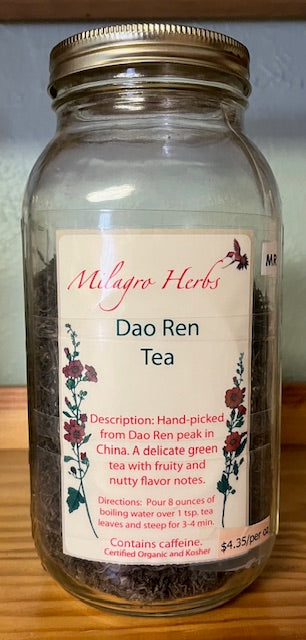 Milagro Herbs
MR
Dao Ren
Tea
Description: Hand-picked
from Dao Ren peak in
China. A delicate green
tea with fruity and
nutty flavor notes.
Directions: Pour 8 ounces of
boiling water over 1 tsp. tea
leaves and steep for 3-4 min.
Contains caffeine.
Certified Organic and Kosher
$4.35/per oz